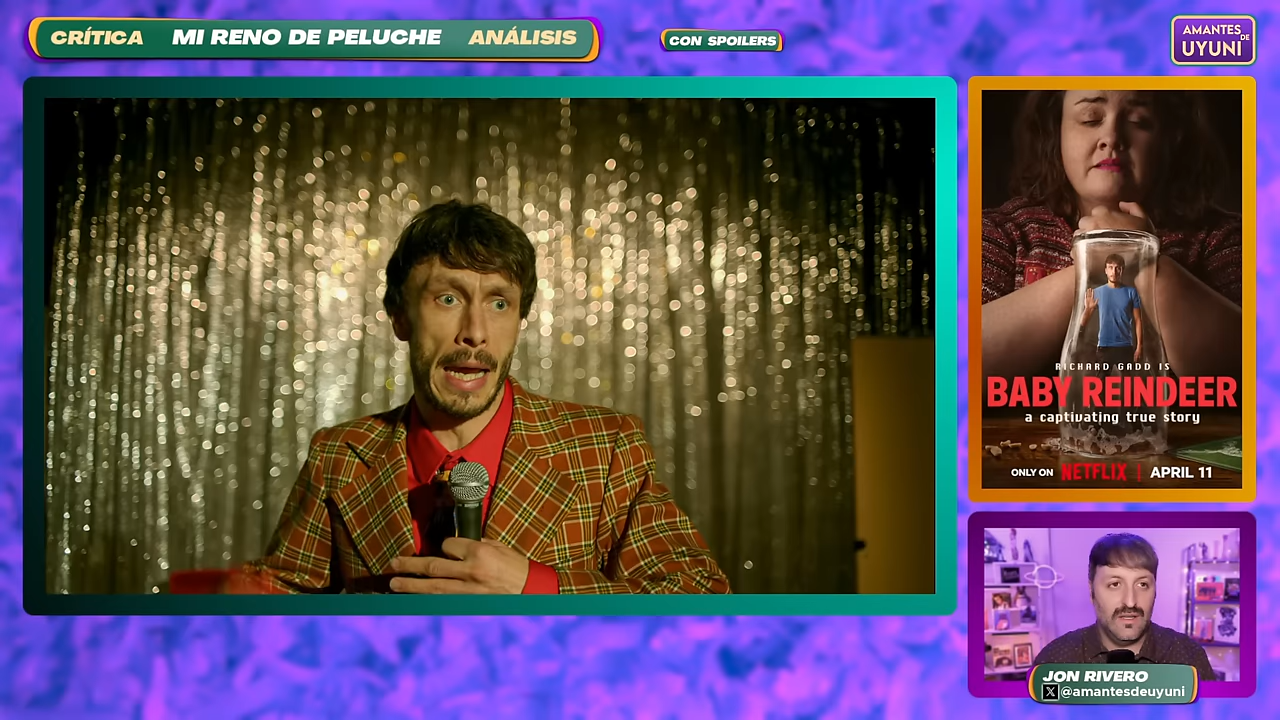 CRÍTICA MI RENO DE PELUCHE ANÁLISIS
CON SPOILERS
AMANTES
DE
UYUNI
RICHARD GADD IS
BABY REINDEER
a captivating true story
ONLY ON NETFLIX | APRIL 11
JON RIVERO
X @amantesdeuyuni